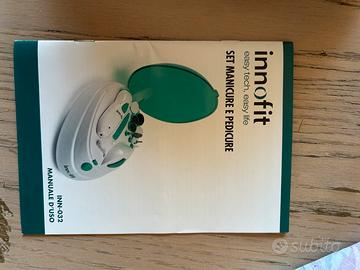 innofit
easy tech, easy life
SET MANICURE E PEDICURE
INN-032
MANUALE D'USO
subito